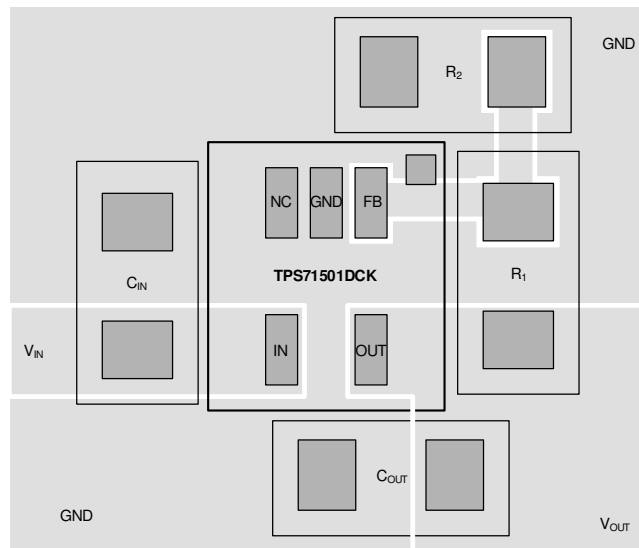 GND
R2
NC
GND
FB
TPS71501DCK
CIN
R1
VIN
IN
OUT
COUT
GND
VOUT